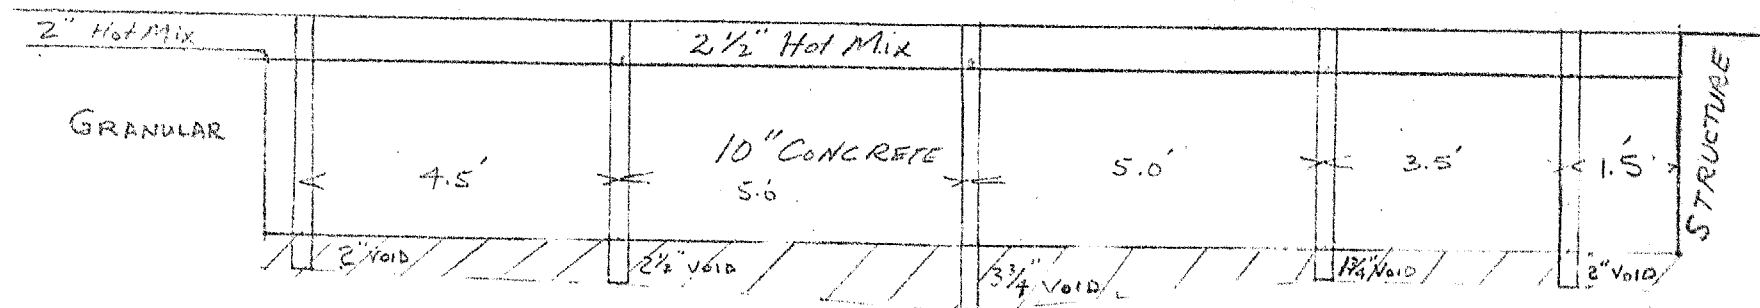 2" Hot Mix
2½" Hot Mix
GRANULAR
10" CONCRETE
4.5'
5.0'
5.0'
3.5'
1.5'
STRUCTURE
2" VOID
2½" VOID
3¾" VOID
1¾" VOID
2" VOID